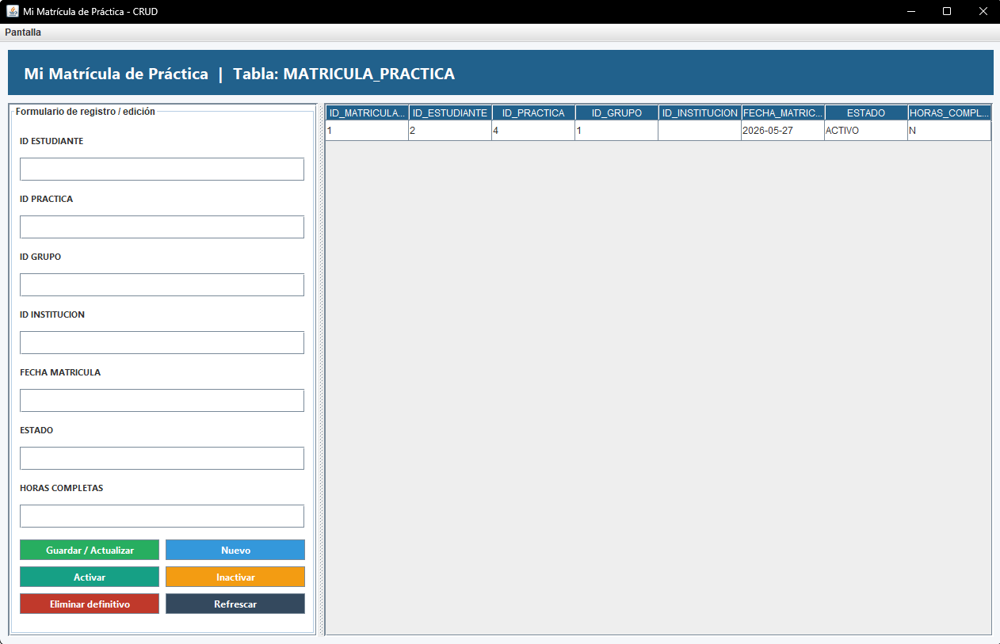 Mi Matrícula de Práctica - CRUD
Pantalla
Mi Matrícula de Práctica | Tabla: MATRICULA_PRACTICA
Formulario de registro / edición
ID ESTUDIANTE
ID PRACTICA
ID GRUPO
ID INSTITUCION
FECHA MATRICULA
ESTADO
HORAS COMPLETAS
Guardar / Actualizar Nuevo
Activar Inactivar
Eliminar definitivo Refrescar
ID_MATRICULA... ID_ESTUDIANTE ID_PRACTICA ID_GRUPO ID_INSTITUCION FECHA_MATRIC... ESTADO HORAS_COMPL...
1 2 4 1 2026-05-27 ACTIVO N